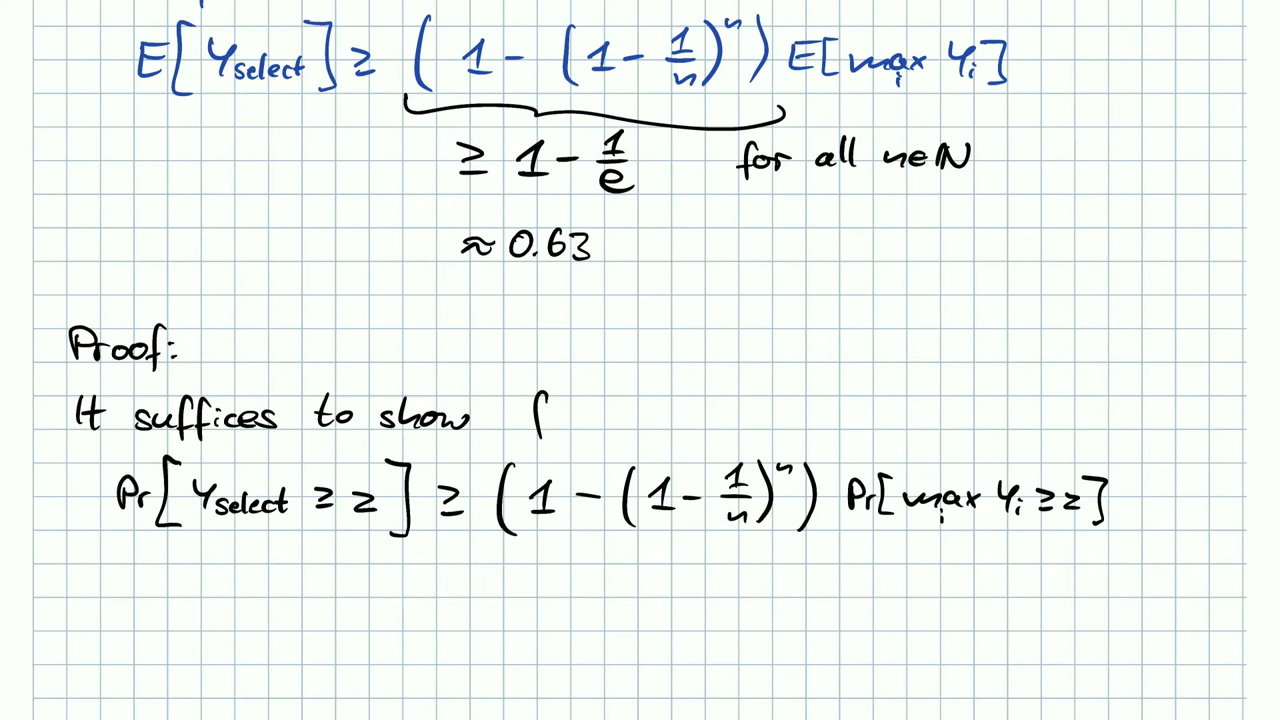 E[Y_select] ≥ (1 - (1 - 1/n)^n) E[max_i Y_i]
≥ 1 - 1/e for all n∈ℕ
≈ 0.63
Proof:
It suffices to show
Pr[Y_select ≥ z] ≥ (1 - (1 - 1/n)^n) Pr[max_i Y_i ≥ z]